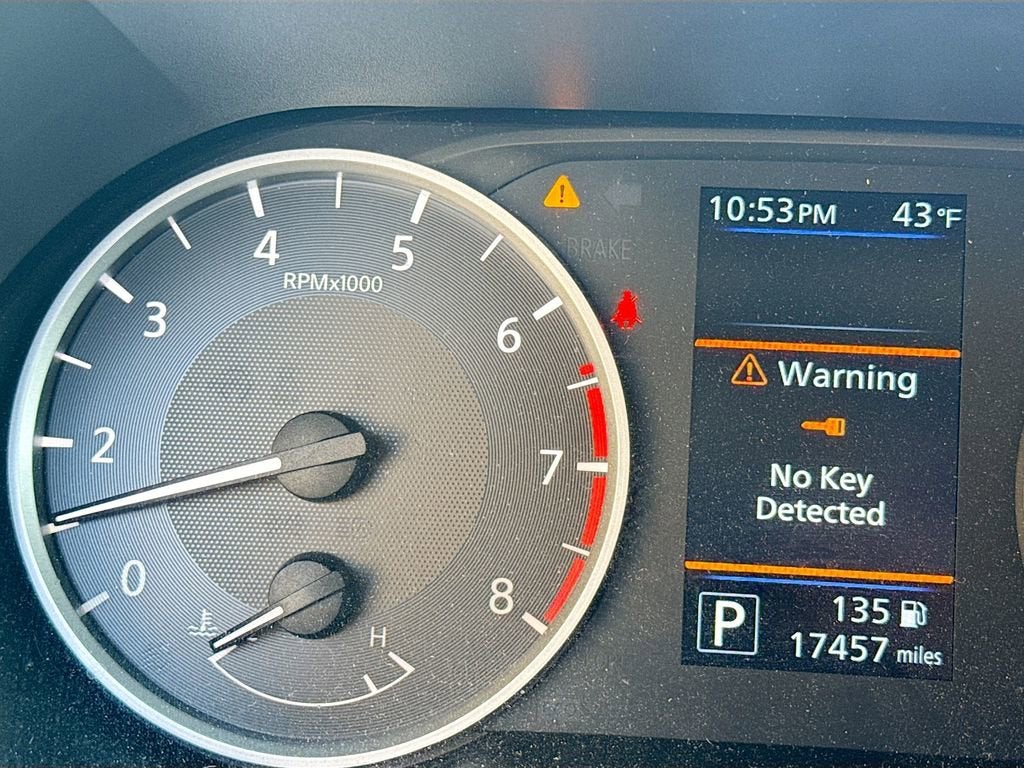 10:53PM 43°F
4
5
RPMx1000
BRAKE
3
6
Warning
2
7
No Key
Detected
0
8
P
135
H
17457 miles